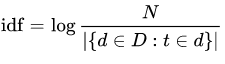 idf = log N / |{d ∈ D : t ∈ d}|